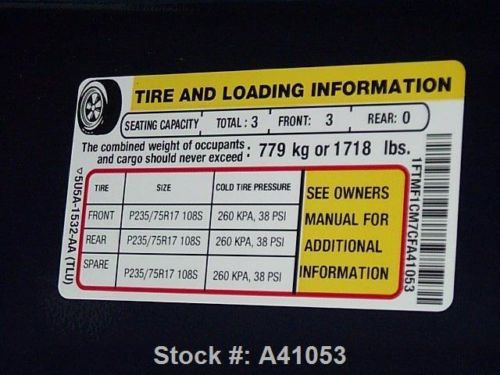 TIRE AND LOADING INFORMATION
SEATING CAPACITY TOTAL : 3 FRONT: 3 REAR: 0
The combined weight of occupants
and cargo should never exceed : 779 kg or 1718 lbs.
TIRE SIZE COLD TIRE PRESSURE
FRONT P235/75R17 108S 260 KPA, 38 PSI
REAR P235/75R17 108S 260 KPA, 38 PSI
SPARE P235/75R17 108S 260 KPA, 38 PSI
SEE OWNERS
MANUAL FOR
ADDITIONAL
INFORMATION
5U5A-1532-AA (TLU)
1FTMF1CM7CFA41053
Stock #: A41053